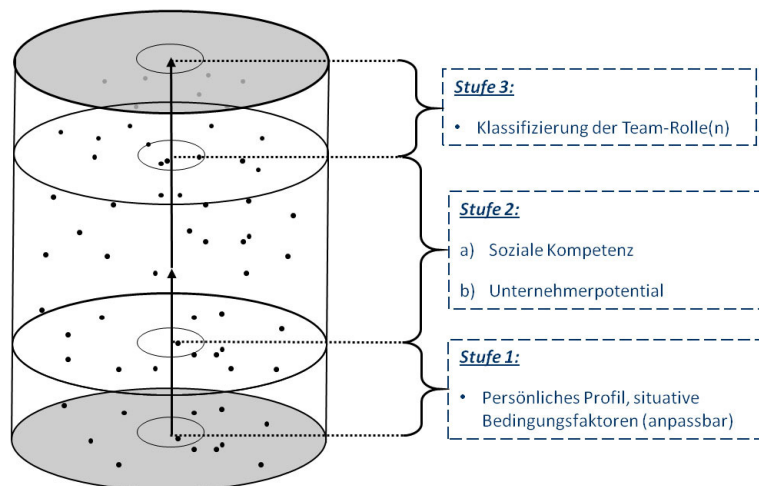 Stufe 3:
• Klassifizierung der Team-Rolle(n)
Stufe 2:
a) Soziale Kompetenz
b) Unternehmerpotential
Stufe 1:
• Persönliches Profil, situative
Bedingungsfaktoren (anpassbar)